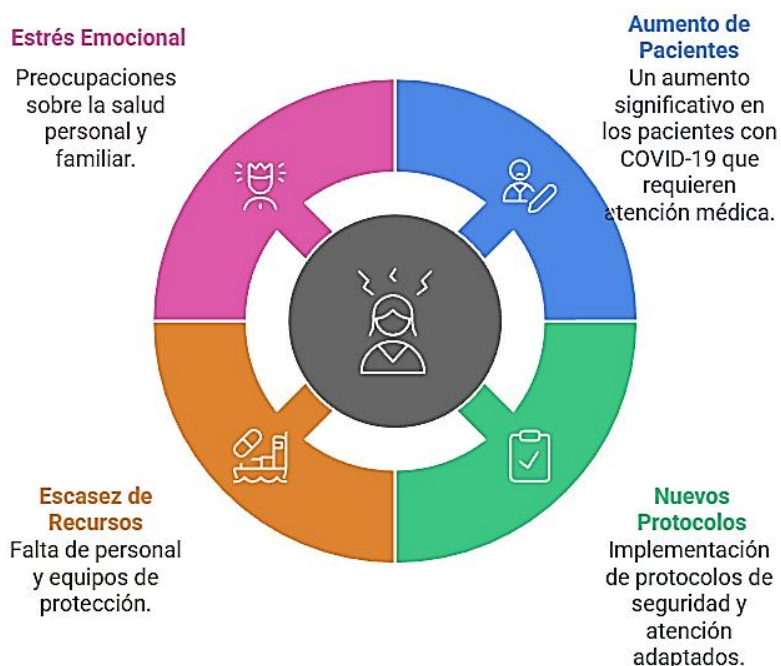 Estrés Emocional
Preocupaciones
sobre la salud
personal y
familiar.
Aumento de
Pacientes
Un aumento
significativo en
los pacientes con
COVID-19 que
requieren
atención médica.
Escasez de
Recursos
Falta de personal
y equipos de
protección.
Nuevos
Protocolos
Implementación
de protocolos de
seguridad y
atención
adaptados.